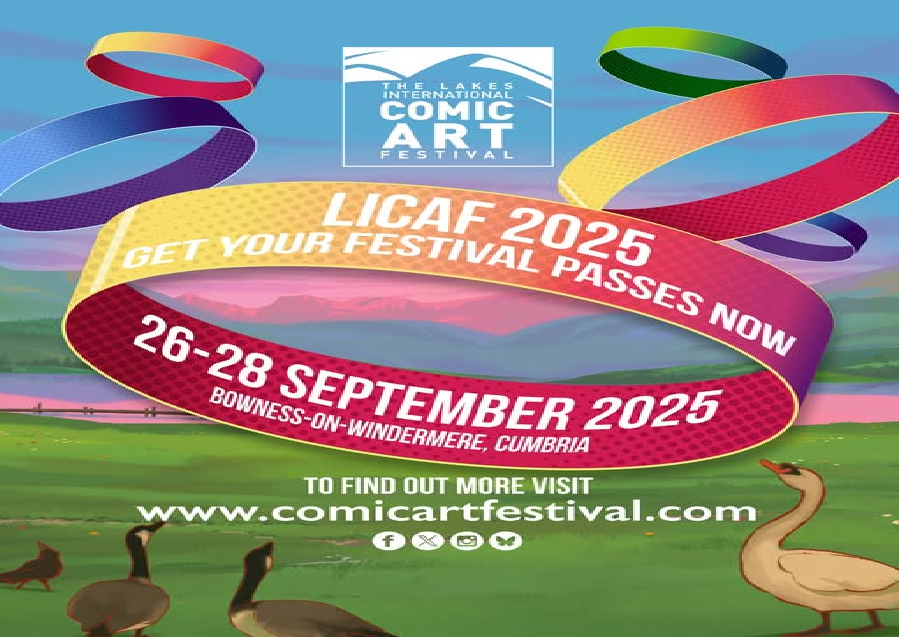 THE LAKES
INTERNATIONAL
COMIC
ART
FESTIVAL
LICAF 2025
GET YOUR FESTIVAL PASSES NOW
26-28 SEPTEMBER 2025
BOWNESS-ON-WINDERMERE, CUMBRIA
TO FIND OUT MORE VISIT
www.comicartfestival.com